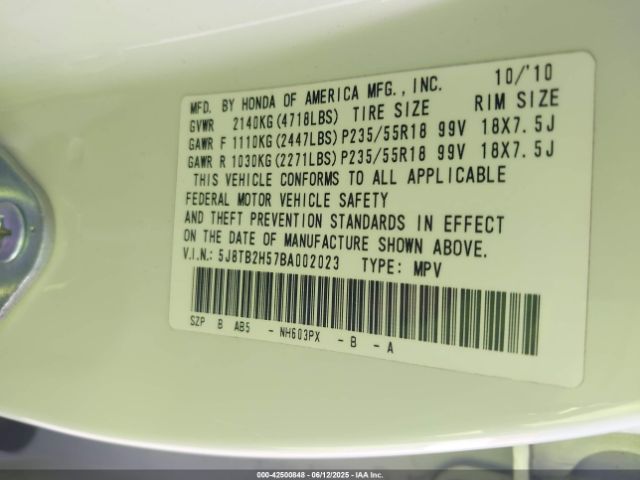 MFD. BY HONDA OF AMERICA MFG., INC. 10/'10
GVWR 2140KG(4718LBS) TIRE SIZE RIM SIZE
GAWR F 1110KG(2447LBS)P235/55R18 99V 18X7.5J
GAWR R 1030KG(2271LBS)P235/55R18 99V 18X7.5J
THIS VEHICLE CONFORMS TO ALL APPLICABLE
FEDERAL MOTOR VEHICLE SAFETY
AND THEFT PREVENTION STANDARDS IN EFFECT
ON THE DATE OF MANUFACTURE SHOWN ABOVE.
V.I.N.: 5J8TB2H57BA002023 TYPE: MPV
SZP B AB5 - NH603PX - B - A
000-42500848 - 06/12/2025 - IAA Inc.